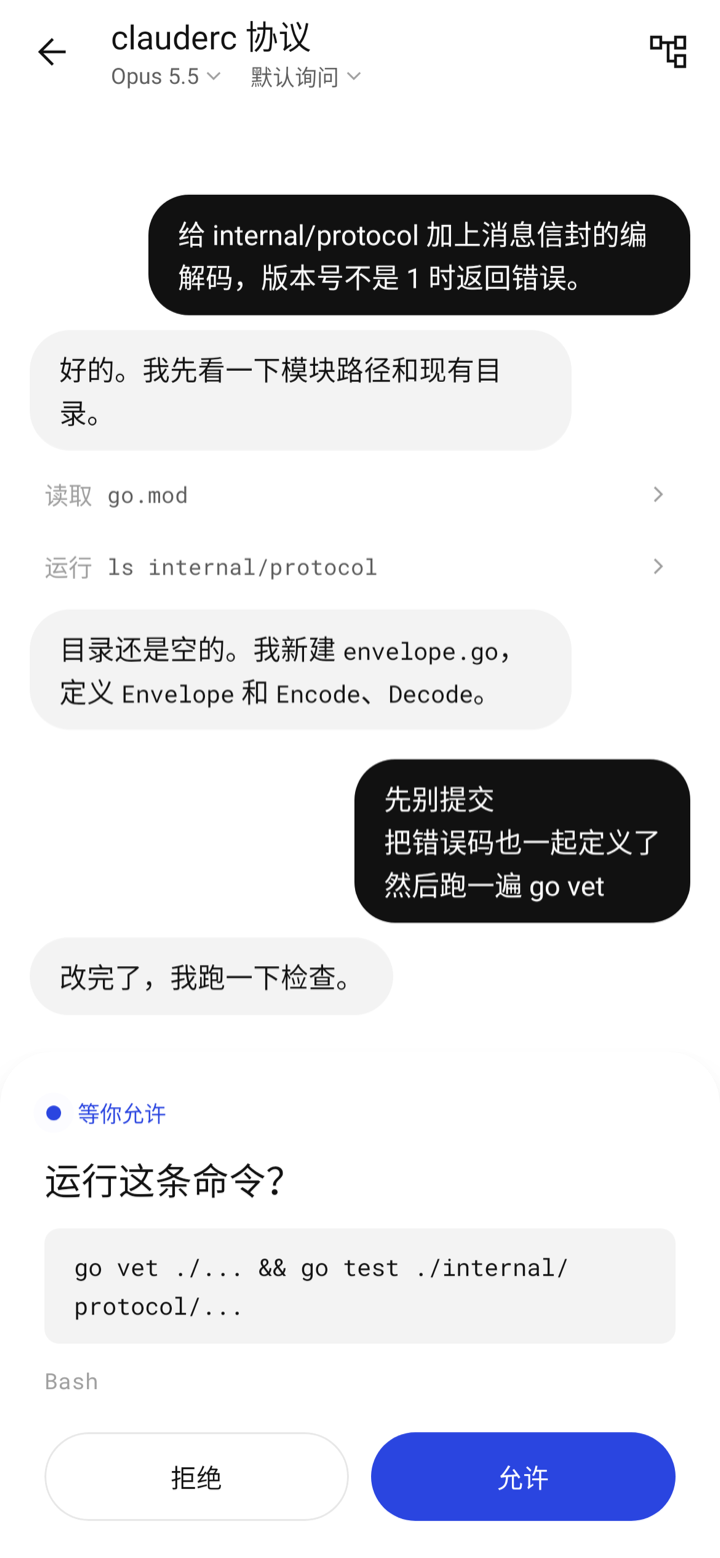 clauderc 协议
Opus 5.5 默认询问
给 internal/protocol 加上消息信封的编
解码，版本号不是 1 时返回错误。
好的。我先看一下模块路径和现有目
录。
读取 go.mod
运行 ls internal/protocol
目录还是空的。我新建 envelope.go，
定义 Envelope 和 Encode、Decode。
先别提交
把错误码也一起定义了
然后跑一遍 go vet
改完了，我跑一下检查。
等你允许
运行这条命令？
go vet ./... && go test ./internal/
protocol/...
Bash
拒绝 允许